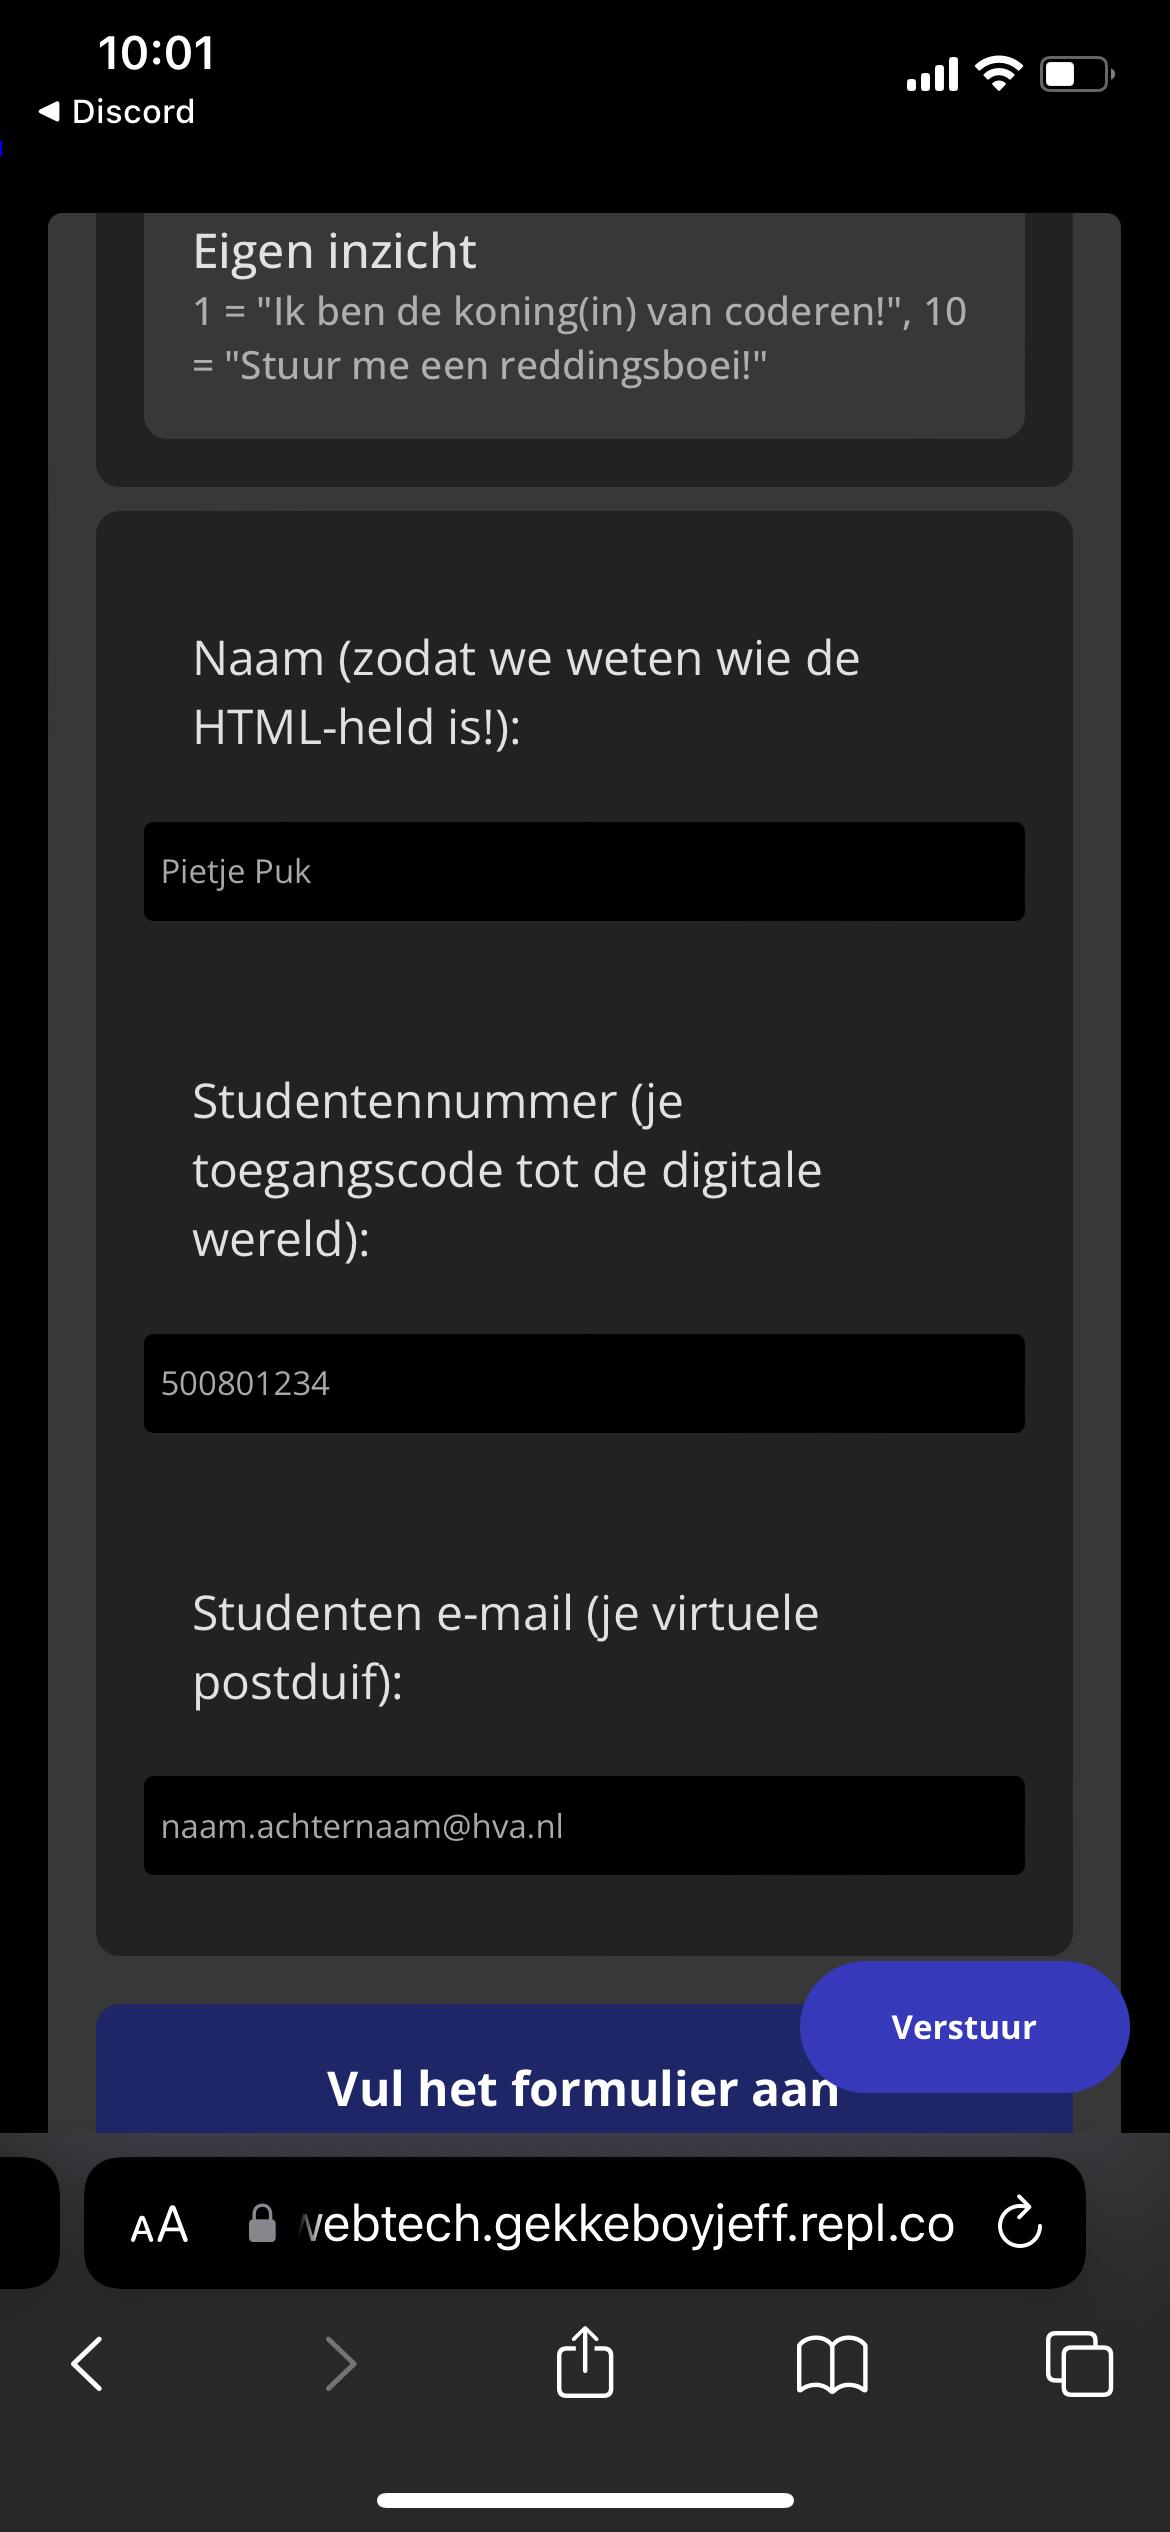 10:01
Discord
Eigen inzicht
1 = "Ik ben de koning(in) van coderen!", 10
= "Stuur me een reddingsboei!"
Naam (zodat we weten wie de
HTML-held is!):
Pietje Puk
Studentennummer (je
toegangscode tot de digitale
wereld):
500801234
Studenten e-mail (je virtuele
postduif):
naam.achternaam@hva.nl
Verstuur
Vul het formulier aan
AA webtech.gekkeboyjeff.repl.co